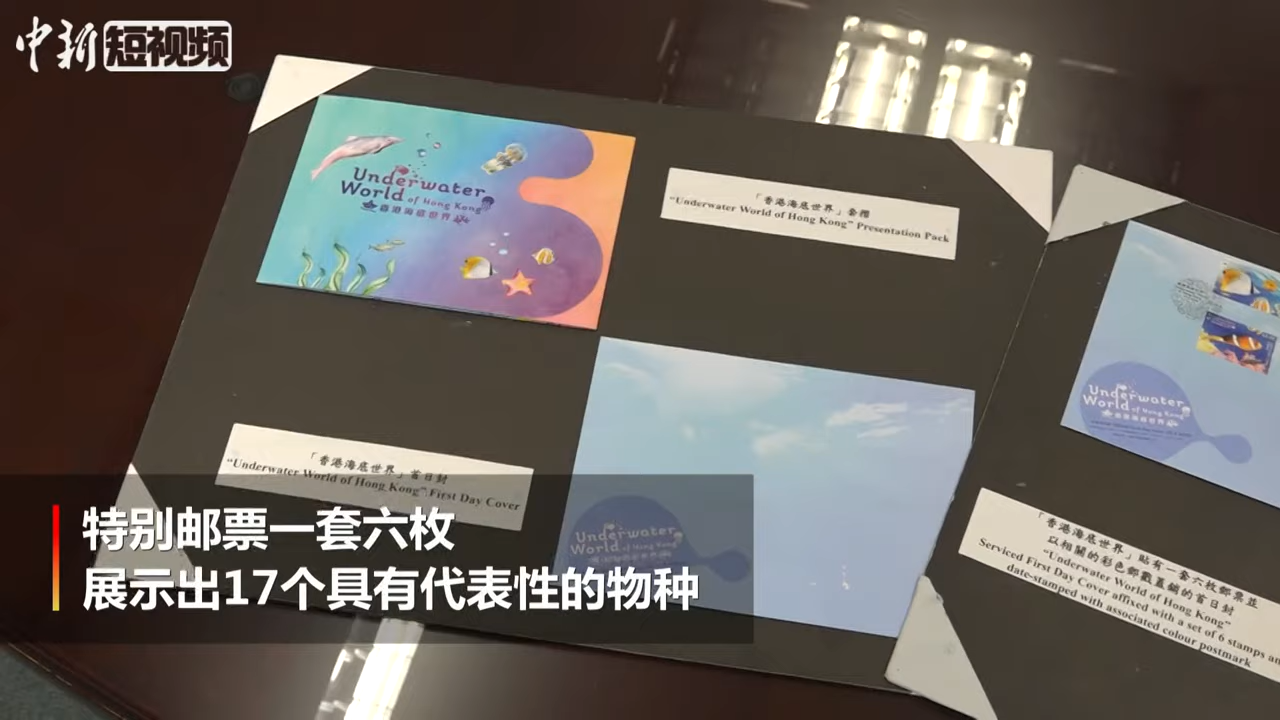 中新 短视频
Underwater
World of Hong Kong
香港海底世界
「香港海底世界」套摺
“Underwater World of Hong Kong” Presentation Pack
「香港海底世界」首日封
“Underwater World of Hong Kong” First Day Cover
Underwater
World of Hong Kong
香港海底世界
Underwater
World of Hong Kong
香港海底世界
「香港海底世界」貼有一套六枚郵票並
以相關的彩色郵戳蓋銷的首日封
“Underwater World of Hong Kong”
Serviced First Day Cover affixed with a set of 6 stamps an
date-stamped with associated colour postmark
特别邮票一套六枚
展示出17个具有代表性的物种